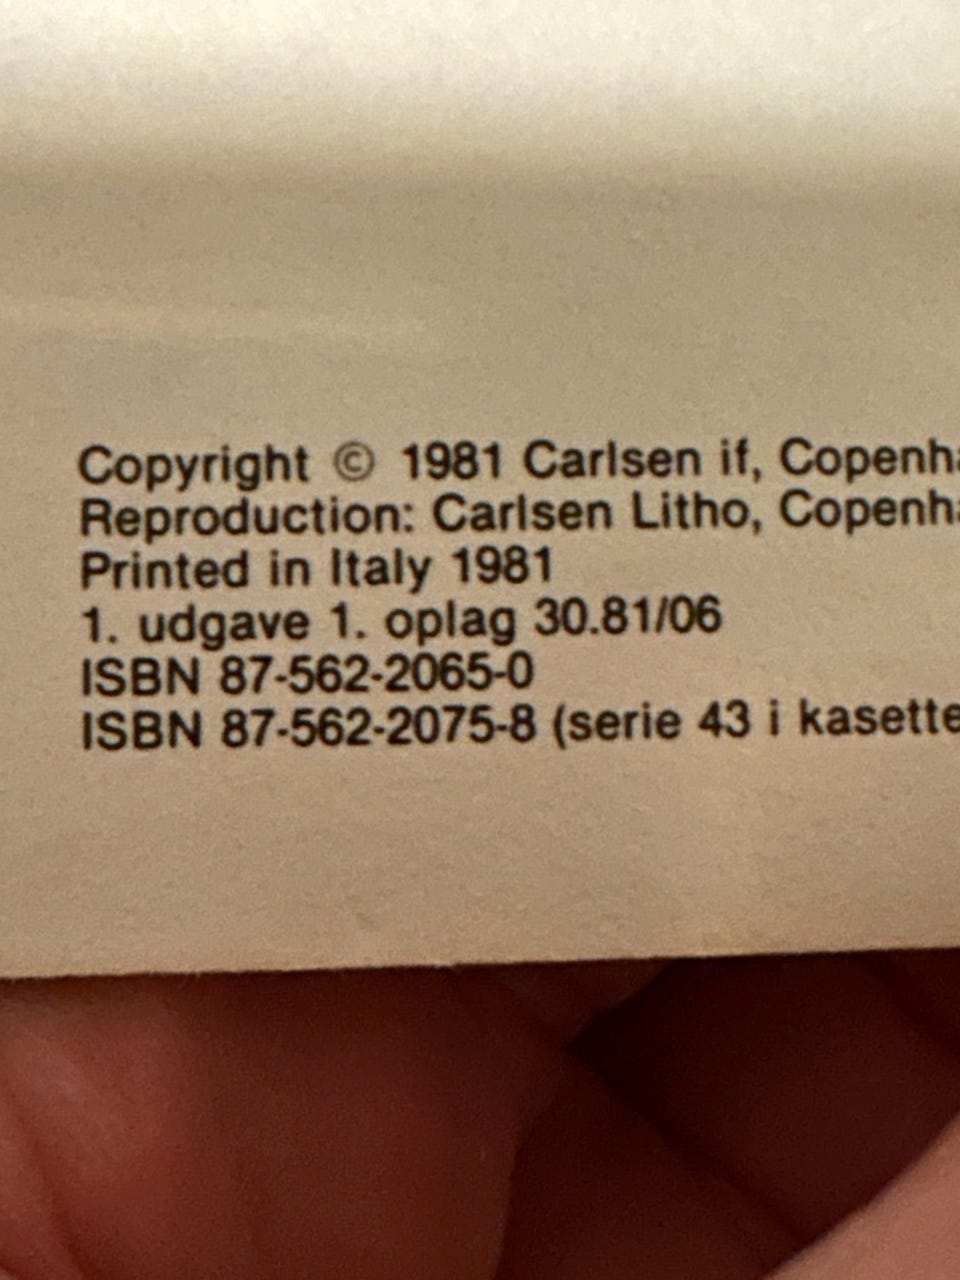 Copyright © 1981 Carlsen if, Copenha
Reproduction: Carlsen Litho, Copenha
Printed in Italy 1981
1. udgave 1. oplag 30.81/06
ISBN 87-562-2065-0
ISBN 87-562-2075-8 (serie 43 i kasette